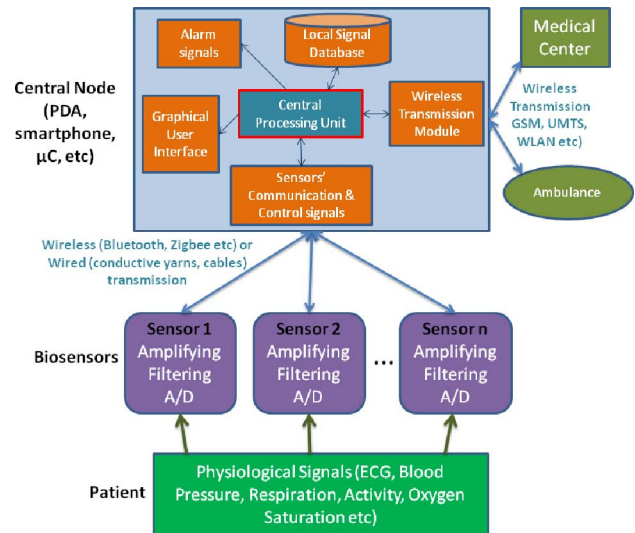 Alarm
signals
Local Signal
Database
Medical
Center
Central Node
(PDA,
smartphone,
μC, etc)
Graphical
User
Interface
Central
Processing Unit
Wireless
Transmission
Module
Wireless
Transmission
GSM, UMTS,
WLAN etc)
Sensors'
Communication &
Control signals
Ambulance
Wireless (Bluetooth, Zigbee etc) or
Wired (conductive yarns, cables)
transmission
Biosensors
Sensor 1
Amplifying
Filtering
A/D
Sensor 2
Amplifying
Filtering
A/D
...
Sensor n
Amplifying
Filtering
A/D
Patient
Physiological Signals (ECG, Blood
Pressure, Respiration, Activity, Oxygen
Saturation etc)